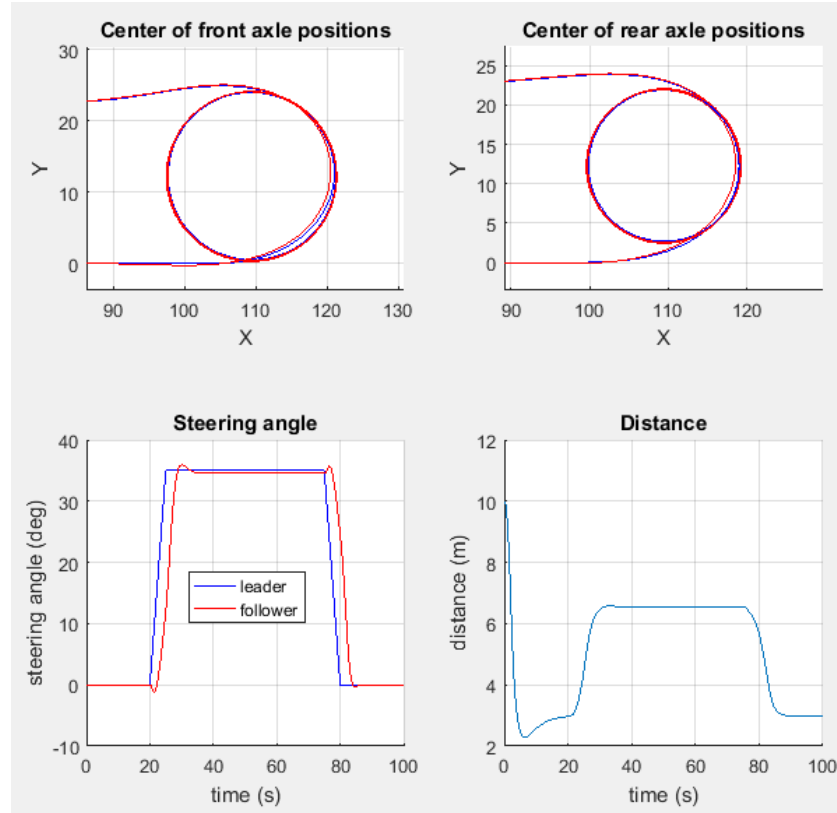 Center of front axle positions
30
20
10
0
Y
90 100 110 120 130
X
Center of rear axle positions
25
20
15
10
5
0
Y
90 100 110 120
X
Steering angle
40
30
20
10
0
-10
steering angle (deg)
leader
follower
0 20 40 60 80 100
time (s)
Distance
12
10
8
6
4
2
distance (m)
0 20 40 60 80 100
time (s)